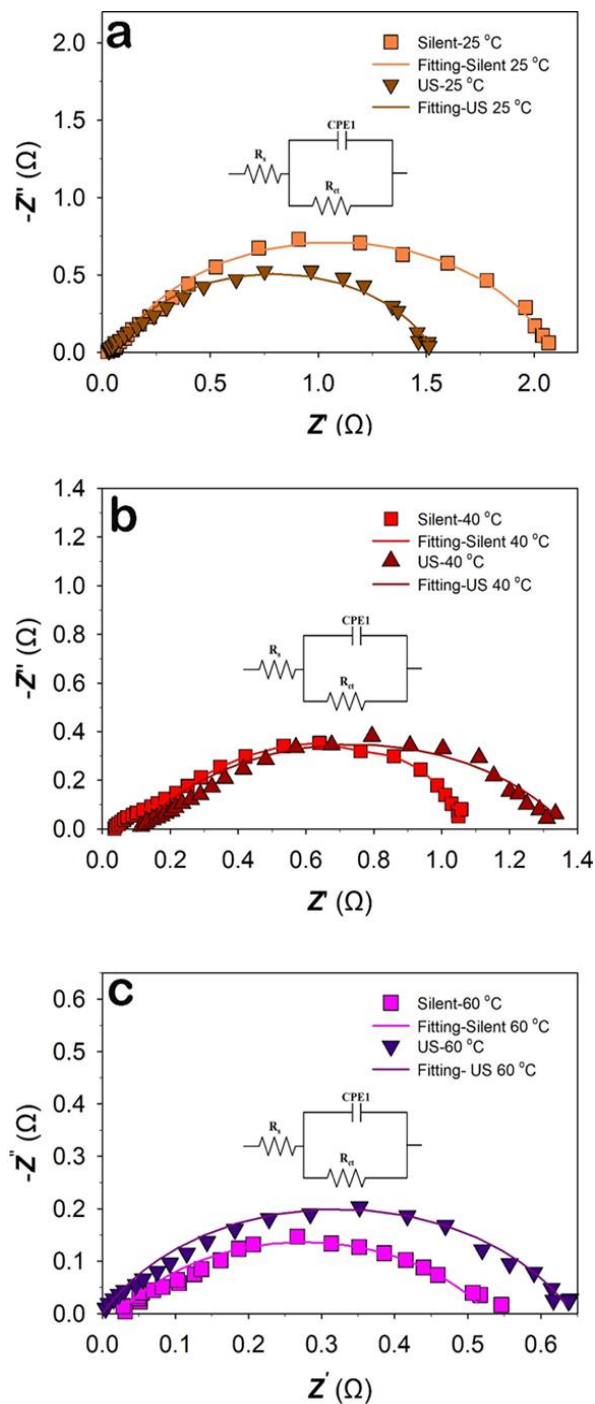 a
2.0
1.5
1.0
0.5
0.0
-Z'' (Ω)
Silent-25 °C
Fitting-Silent 25 °C
US-25 °C
Fitting-US 25 °C
CPE1
Rs
Rct
0.0 0.5 1.0 1.5 2.0
Z' (Ω)
b
1.4
1.2
1.0
0.8
0.6
0.4
0.2
0.0
-Z'' (Ω)
Silent-40 °C
Fitting-Silent 40 °C
US-40 °C
Fitting-US 40 °C
CPE1
Rs
Rct
0.0 0.2 0.4 0.6 0.8 1.0 1.2 1.4
Z' (Ω)
c
0.6
0.5
0.4
0.3
0.2
0.1
0.0
-Z'' (Ω)
Silent-60 °C
Fitting-Silent 60 °C
US-60 °C
Fitting- US 60 °C
CPE1
Rs
Rct
0.0 0.1 0.2 0.3 0.4 0.5 0.6
Z' (Ω)